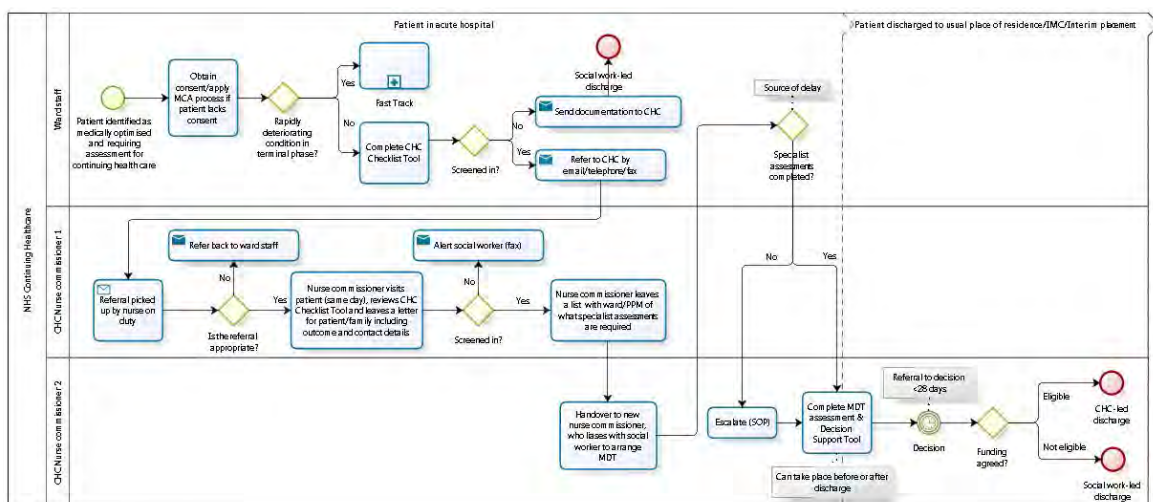 Patient in acute hospital
Patient discharged to usual place of residence/IMC/Interim placement
NHS Continuing Healthcare
Ward staff
Patient identified as
medically optimised
and requiring
assessment for
continuing health care
Obtain
consent/apply
MCA process if
patient lacks
consent
Rapidly
deteriorating
condition in
terminal phase?
Yes
No
Fast Track
Complete CHC
Checklist Tool
Screened in?
No
Yes
Social work-led
discharge
Send documentation to CHC
Refer to CHC by
email/telephone/fax
Source of delay
Specialist
assessments
completed?
No
Yes
CHC Nurse commissioner 1
Referral picked
up by nurse on
duty
Refer back to ward staff
No
Yes
Is the referral
appropriate?
Nurse commissioner visits
patient (same day), reviews CHC
Checklist Tool and leaves a letter
for patient/family including
outcome and contact details
Alert social worker (fax)
No
Yes
Screened in?
Nurse commissioner leaves
a list with ward/PPM of
what specialist assessments
are required
CHC Nurse commissioner 2
Handover to new
nurse commissioner,
who liases with social
worker to arrange
MDT
Escalate (SOP)
Complete MDT
assessment &
Decision
Support Tool
Can take place before or after
discharge
Referral to decision
<28 days
Decision
Funding
agreed?
Eligible
Not eligible
CHC-led
discharge
Social work-led
discharge